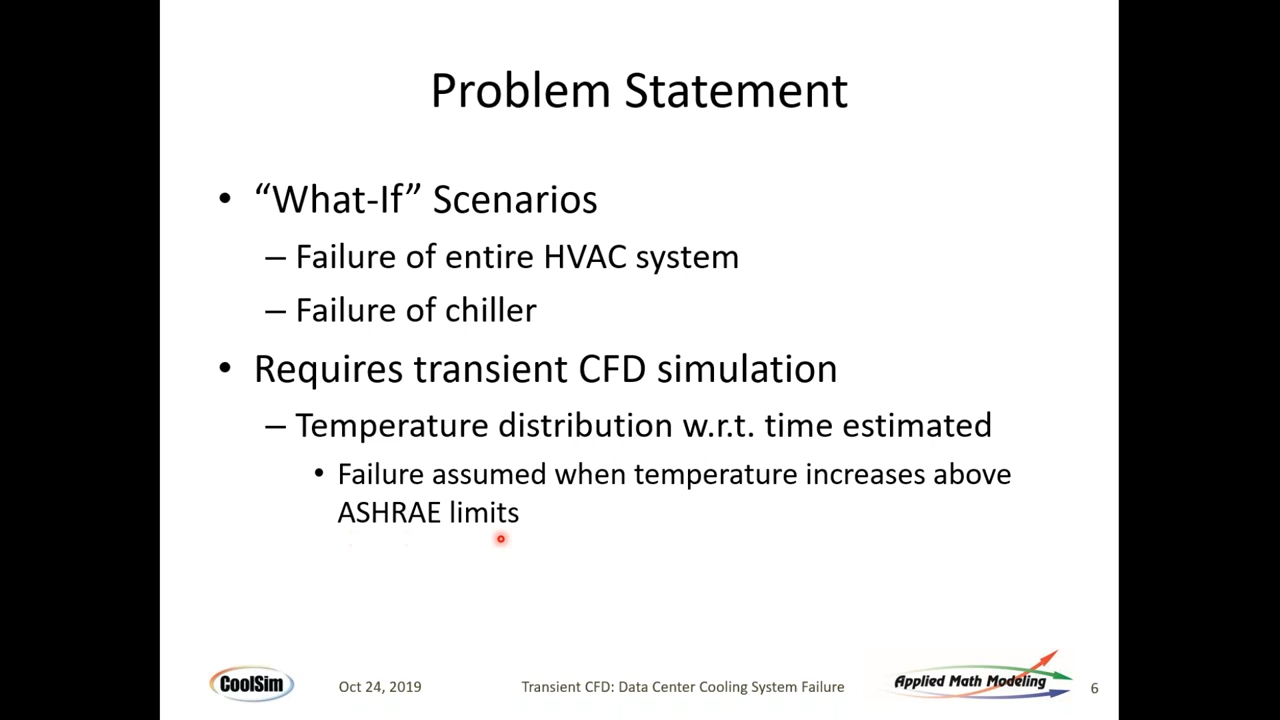 Problem Statement
• “What-If” Scenarios
– Failure of entire HVAC system
– Failure of chiller
• Requires transient CFD simulation
– Temperature distribution w.r.t. time estimated
• Failure assumed when temperature increases above
ASHRAE limits
CoolSim
Oct 24, 2019
Transient CFD: Data Center Cooling System Failure
Applied Math Modeling
6